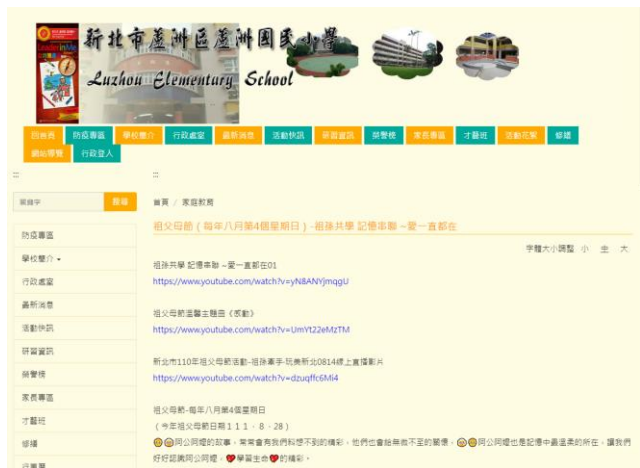 新北市蘆洲區蘆洲國民小學
Luzhou Elementary School
回首頁 防疫專區 學校簡介 行政處室 最新消息 活動快訊 研習資訊 榮譽榜 家長專區 才藝班 活動花絮 修繕
網站導覽 行政登入
:::
:::
關鍵字 搜尋
首頁 / 家庭教育
祖父母節（每年八月第4個星期日）-祖孫共學 記憶串聯 ~愛一直都在
字體大小調整 小 中 大
防疫專區
學校簡介
行政處室
最新消息
活動快訊
研習資訊
榮譽榜
家長專區
才藝班
修繕
祖孫共學 記憶串聯 ~愛一直都在01
https://www.youtube.com/watch?v=yN8ANYjmqgU
祖父母節溫馨主題曲《感動》
https://www.youtube.com/watch?v=UmYt22eMzTM
新北市110年祖父母節活動-祖孫牽手-玩美新北0814線上直播影片
https://www.youtube.com/watch?v=dzuqffc6Mi4
祖父母節-每年八月第4個星期日
（今年祖父母節日期１１１﹒８﹒28）
阿公阿嬤的故事，常常會有我們料想不到的精彩，他們也會給無微不至的關懷，阿公阿嬤也是記憶中最溫柔的所在，讓我們
好好認識阿公阿嬤，學習生命的精彩。